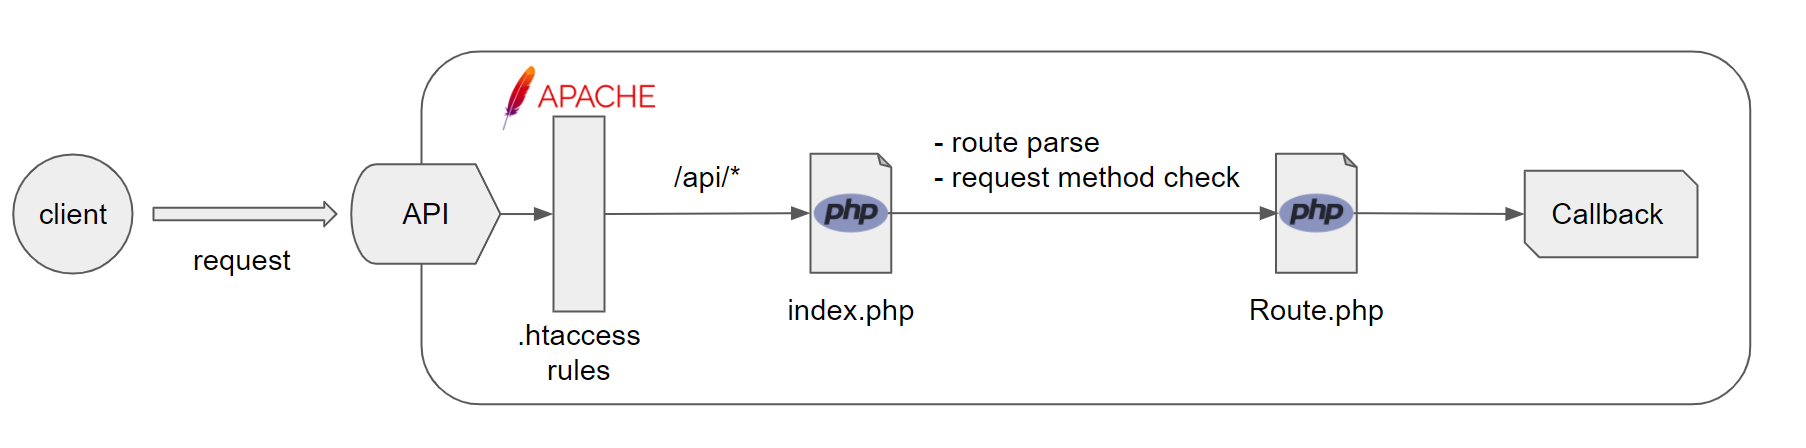 client
request
API
APACHE
.htaccess
rules
/api/*
php
index.php
- route parse
- request method check
php
Route.php
Callback